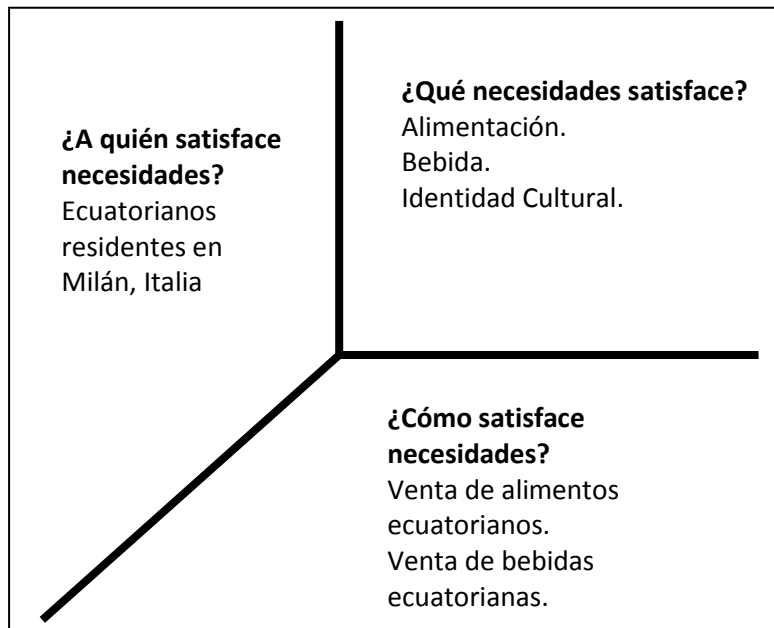 ¿A quién satisface
necesidades?
Ecuatorianos
residentes en
Milán, Italia
¿Qué necesidades satisface?
Alimentación.
Bebida.
Identidad Cultural.
¿Cómo satisface
necesidades?
Venta de alimentos
ecuatorianos.
Venta de bebidas
ecuatorianas.